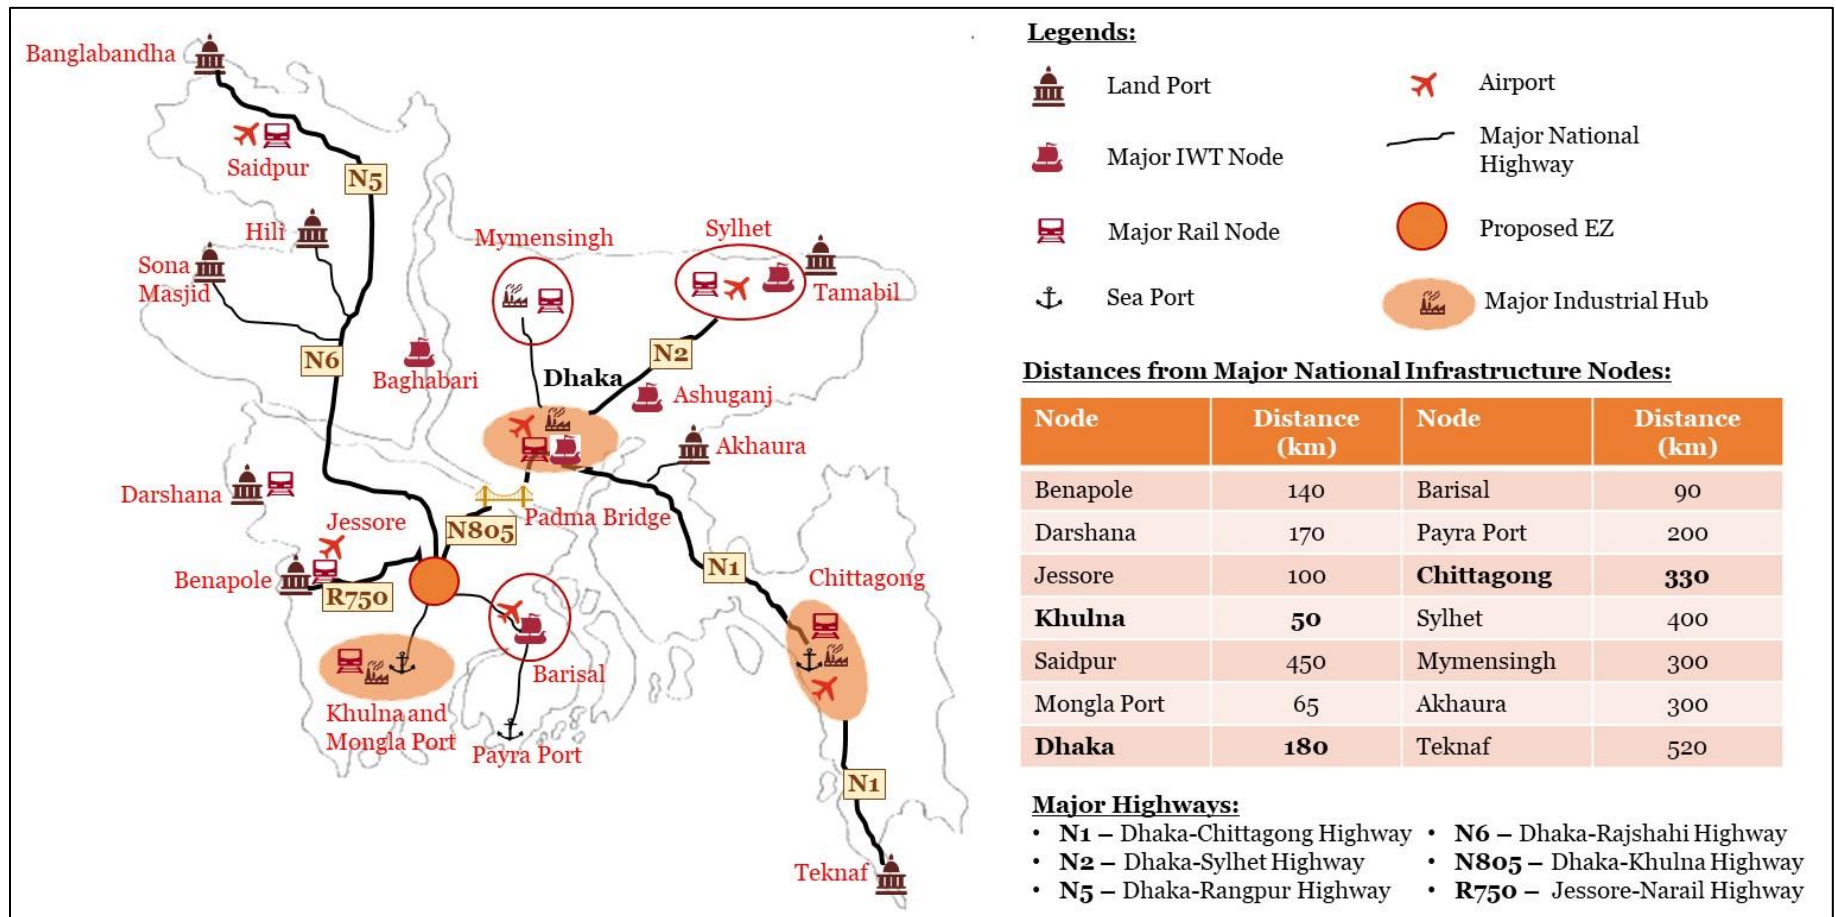 Banglabandha
Saidpur
N5
Hili
Sona
Masjid
Mymensingh
Sylhet
Tamabil
N6
N2
Baghabari
Dhaka
Ashuganj
Akhaura
Darshana
Jessore
N805
Padma Bridge
Benapole
R750
N1
Chittagong
Barisal
Khulna and
Mongla Port
Payra Port
N1
Teknaf
Legends:
Land Port
Airport
Major IWT Node
Major National
Highway
Major Rail Node
Proposed EZ
Sea Port
Major Industrial Hub
Distances from Major National Infrastructure Nodes:
Node Distance (km) Node Distance (km)
Benapole 140 Barisal 90
Darshana 170 Payra Port 200
Jessore 100 Chittagong 330
Khulna 50 Sylhet 400
Saidpur 450 Mymensingh 300
Mongla Port 65 Akhaura 300
Dhaka 180 Teknaf 520
Major Highways:
• N1 – Dhaka-Chittagong Highway • N6 – Dhaka-Rajshahi Highway
• N2 – Dhaka-Sylhet Highway • N805 – Dhaka-Khulna Highway
• N5 – Dhaka-Rangpur Highway • R750 – Jessore-Narail Highway